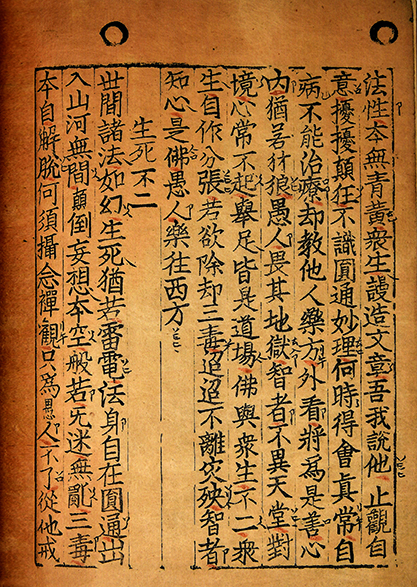 法性本無青黃衆生謾造文章吾我說他止觀自
意擾擾顛狂不識圓通妙理何時得會眞常自
病不能治療却教他人藥方外看將爲是善心
内猶若犲狼愚人畏其地獄智者不異天堂對
境心常不起擧足皆是道場佛與衆生不二衆
生自作分張若欲除却三毒迢迢不離灾殃智者
知心是佛愚人樂往西方
生死不二
世間諸法如幻生死猶若雷電法身自在圓通出
入山河無間顚倒妄想本空般若无迷無亂三毒
本自解脫何須攝念禪觀只爲愚人不了從他戒